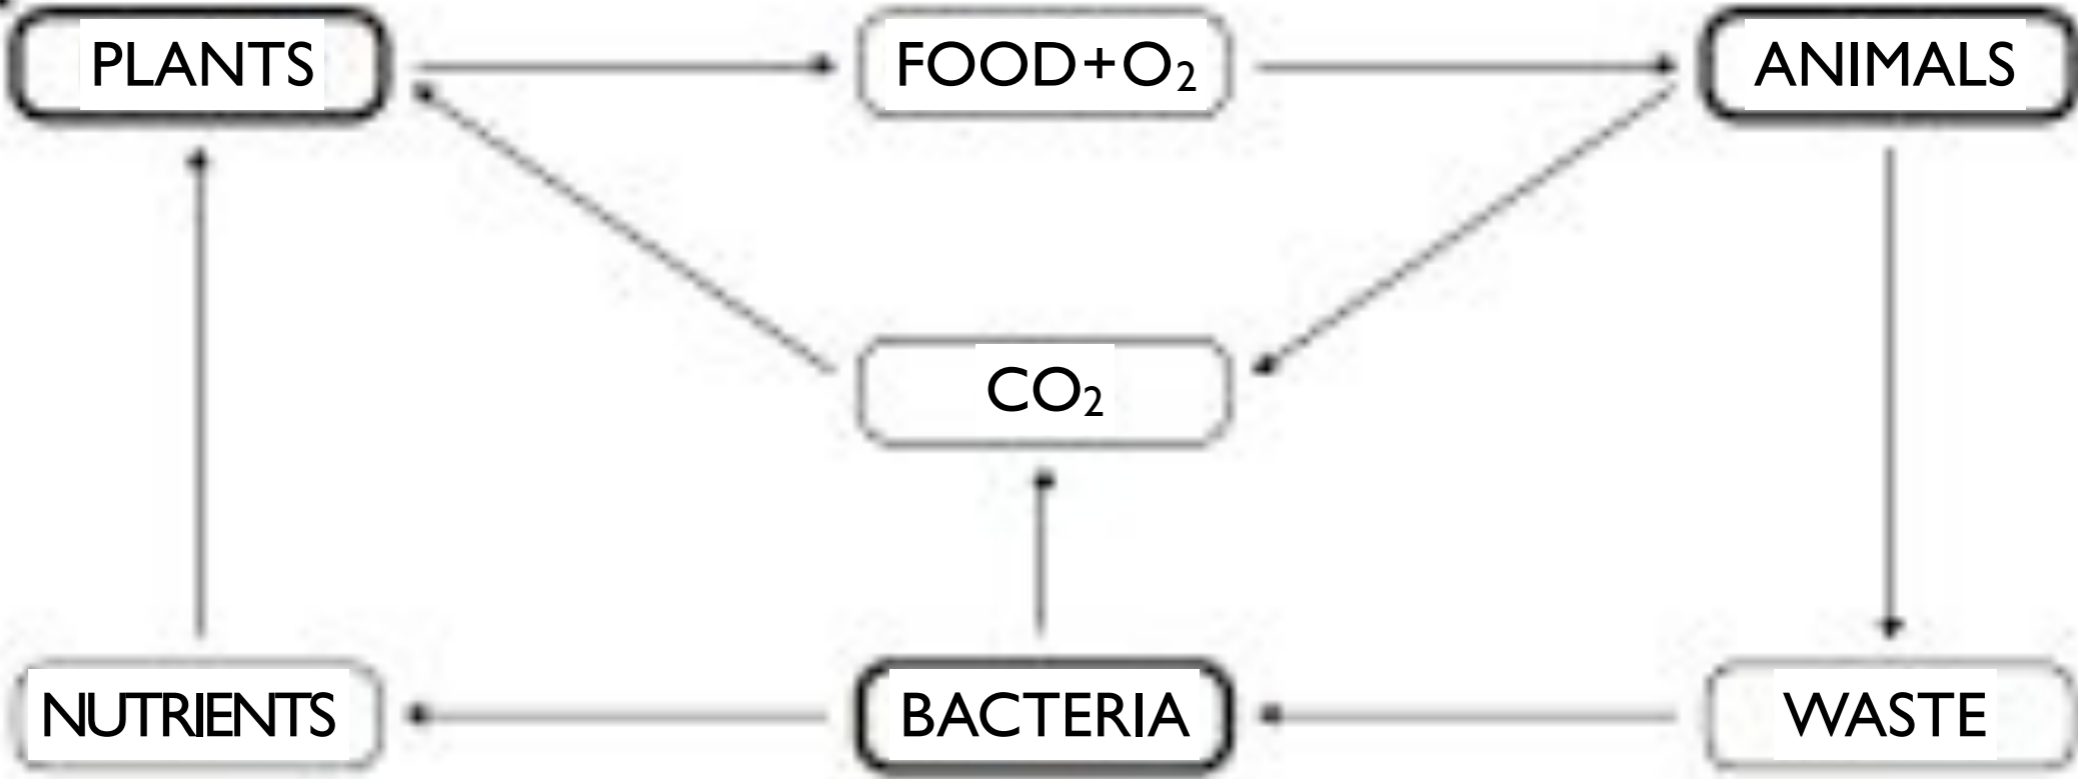 PLANTS
FOOD+O₂
ANIMALS
CO₂
NUTRIENTS
BACTERIA
WASTE